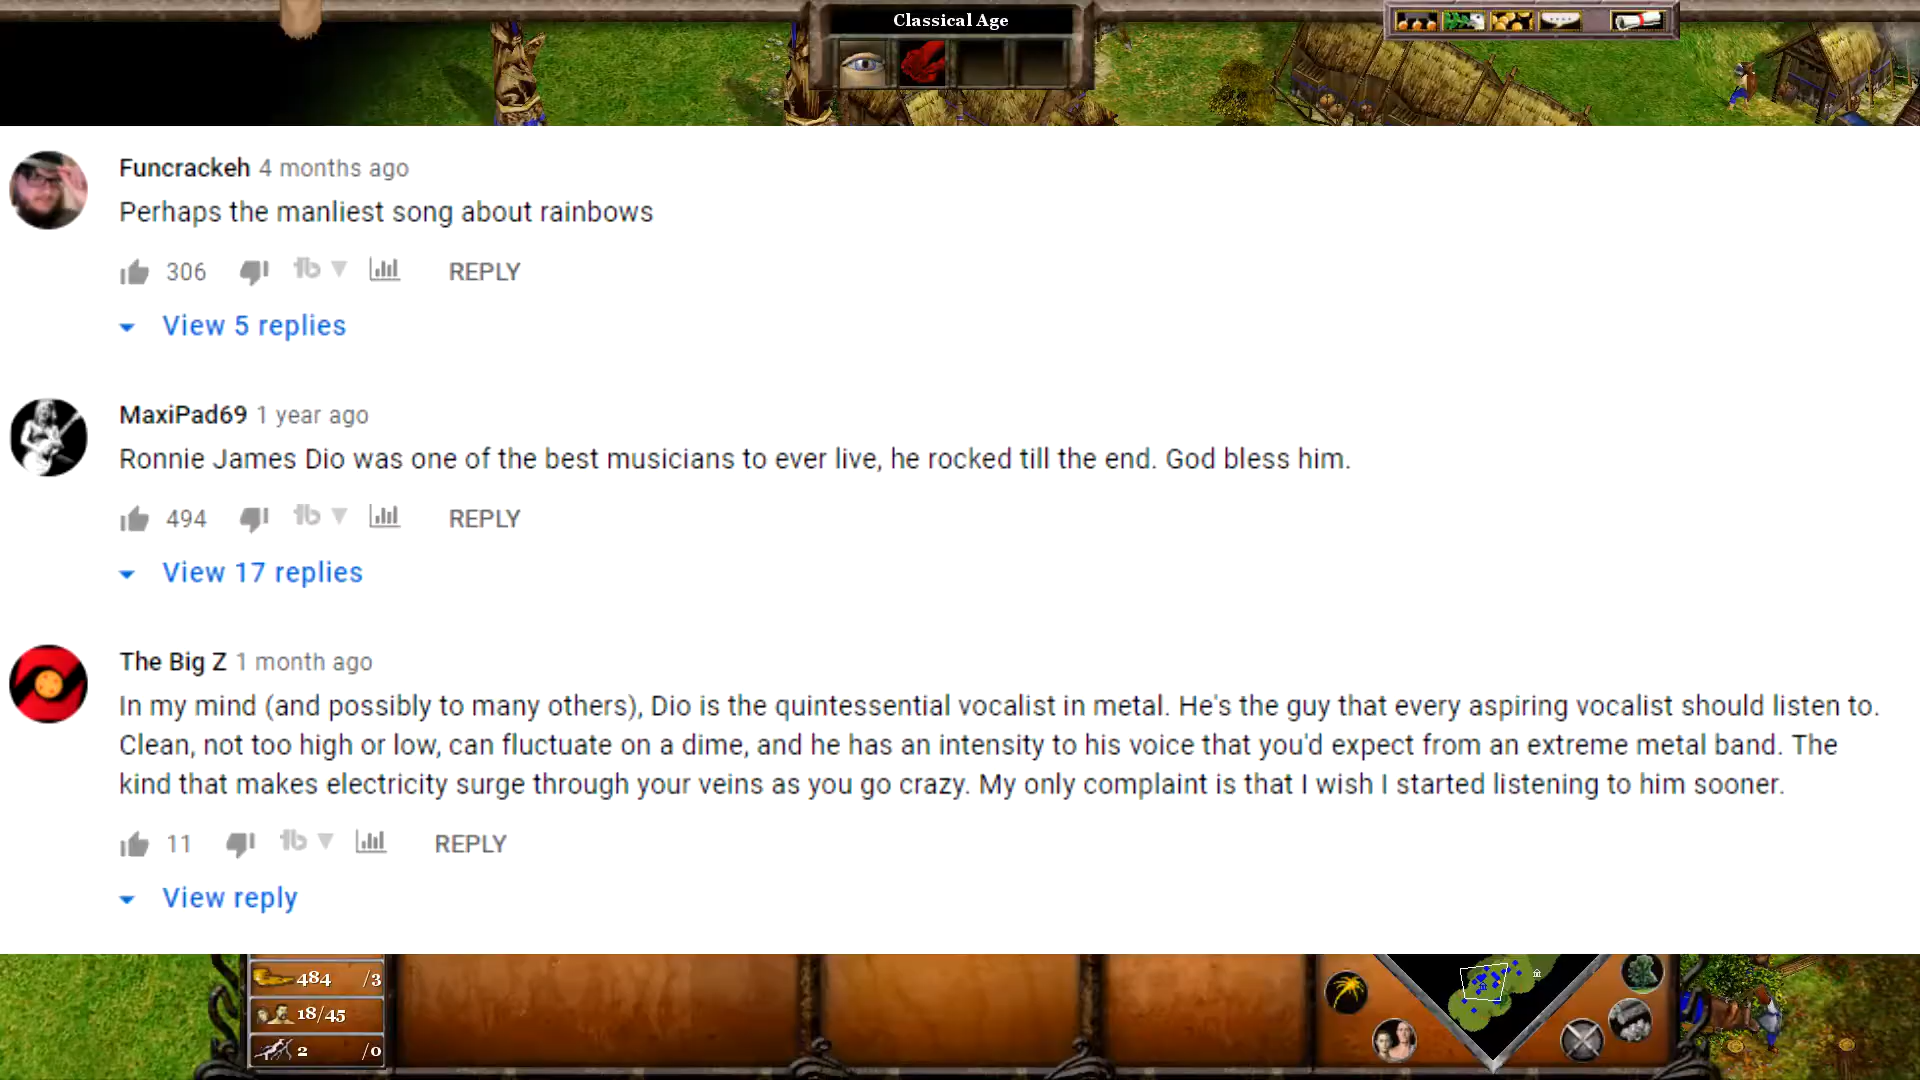 Classical Age
Funcrackeh 4 months ago
Perhaps the manliest song about rainbows
306 REPLY
View 5 replies
MaxiPad69 1 year ago
Ronnie James Dio was one of the best musicians to ever live, he rocked till the end. God bless him.
494 REPLY
View 17 replies
The Big Z 1 month ago
In my mind (and possibly to many others), Dio is the quintessential vocalist in metal. He's the guy that every aspiring vocalist should listen to.
Clean, not too high or low, can fluctuate on a dime, and he has an intensity to his voice that you'd expect from an extreme metal band. The
kind that makes electricity surge through your veins as you go crazy. My only complaint is that I wish I started listening to him sooner.
11 REPLY
View reply
484 /3
18/45
2 /0